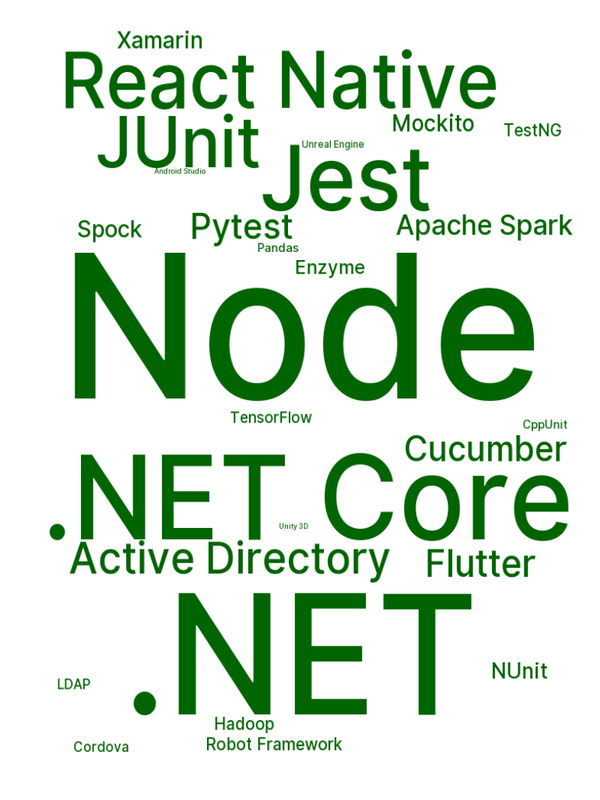 Xamarin
React Native
Mockito
TestNG
JUnit
Unreal Engine
Android Studio
Jest
Spock
Pytest
Apache Spark
Pandas
Enzyme
Node
TensorFlow
CppUnit
Cucumber
.NET Core
Unity 3D
Active Directory
Flutter
.NET
NUnit
LDAP
Hadoop
Robot Framework
Cordova